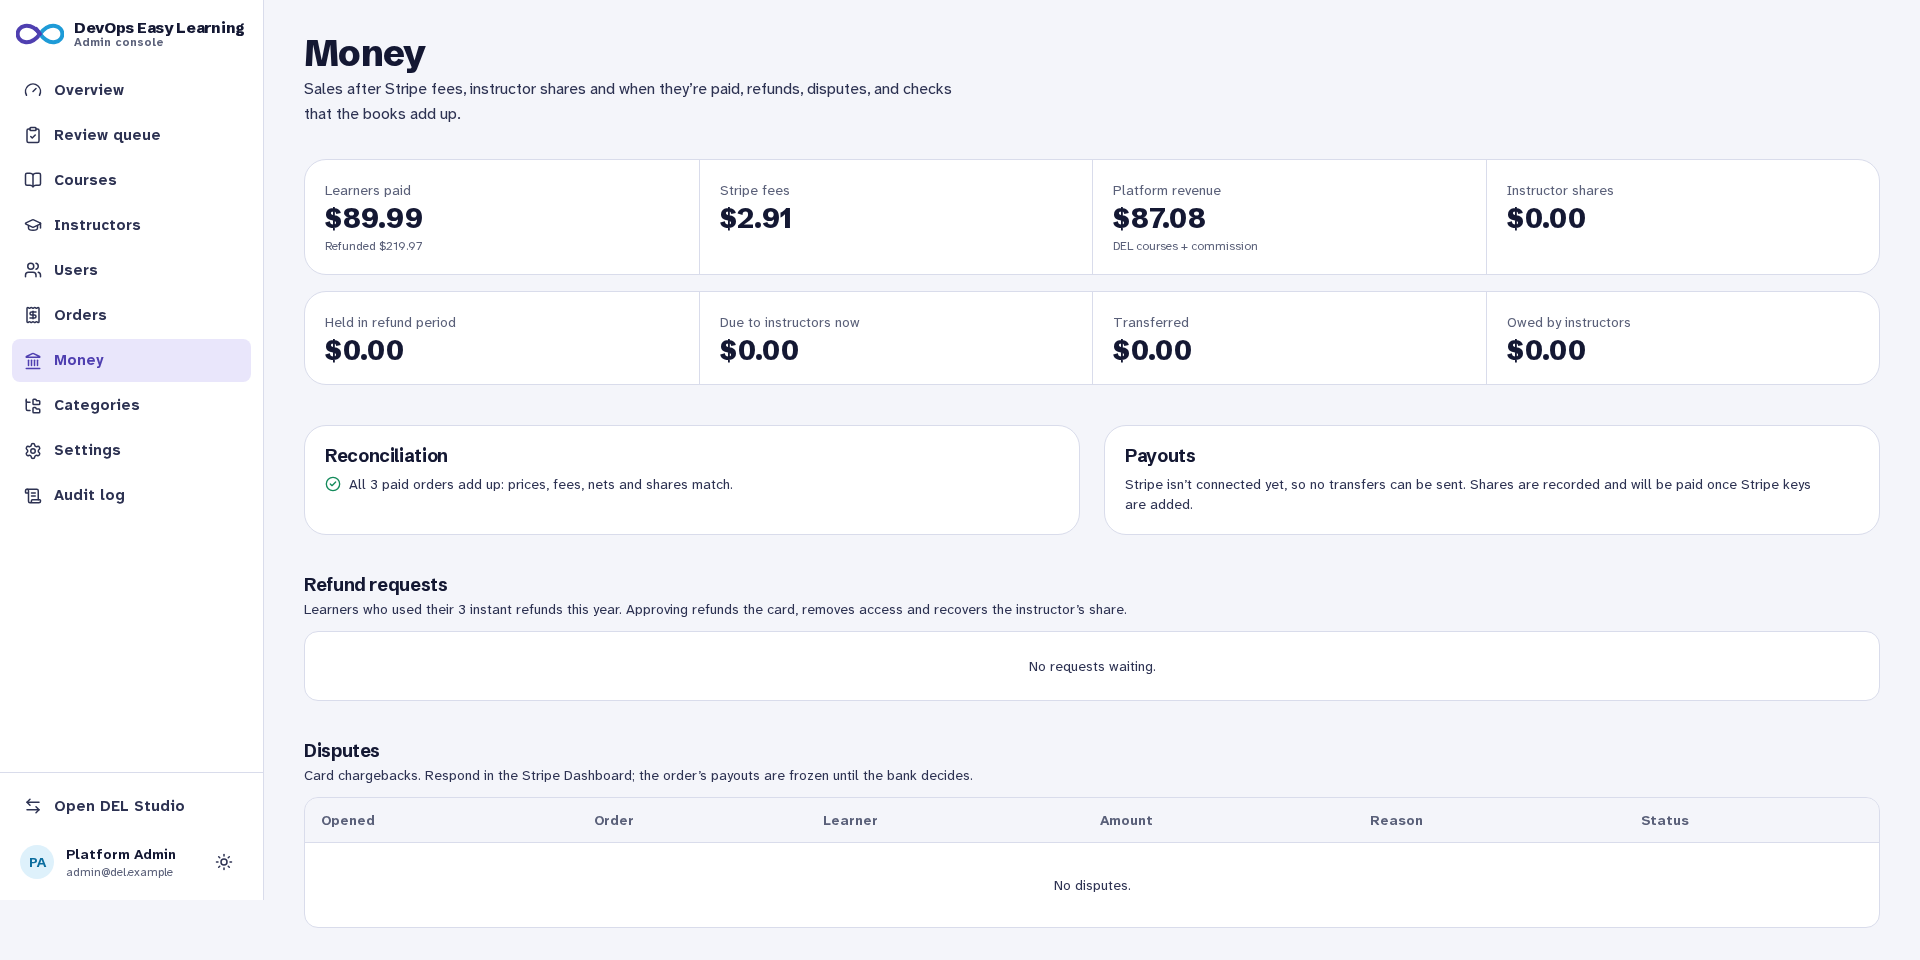 DevOps Easy Learning
Admin console
Overview
Review queue
Courses
Instructors
Users
Orders
Money
Categories
Settings
Audit log
Open DEL Studio
PA
Platform Admin
admin@del.example
Money
Sales after Stripe fees, instructor shares and when they’re paid, refunds, disputes, and checks
that the books add up.
Learners paid
$89.99
Refunded $219.97
Stripe fees
$2.91
Platform revenue
$87.08
DEL courses + commission
Instructor shares
$0.00
Held in refund period
$0.00
Due to instructors now
$0.00
Transferred
$0.00
Owed by instructors
$0.00
Reconciliation
All 3 paid orders add up: prices, fees, nets and shares match.
Payouts
Stripe isn’t connected yet, so no transfers can be sent. Shares are recorded and will be paid once Stripe keys
are added.
Refund requests
Learners who used their 3 instant refunds this year. Approving refunds the card, removes access and recovers the instructor’s share.
No requests waiting.
Disputes
Card chargebacks. Respond in the Stripe Dashboard; the order’s payouts are frozen until the bank decides.
Opened Order Learner Amount Reason Status
No disputes.